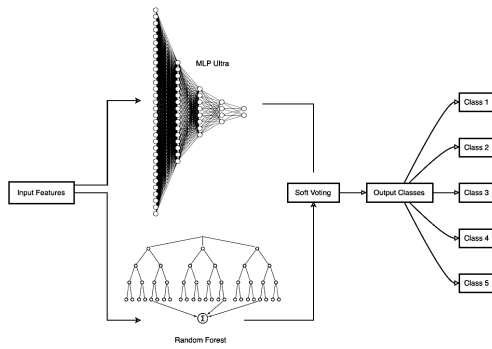 MLP Ultra
Input Features
Soft Voting
Output Classes
Class 1
Class 2
Class 3
Class 4
Class 5
Σ
Random Forest